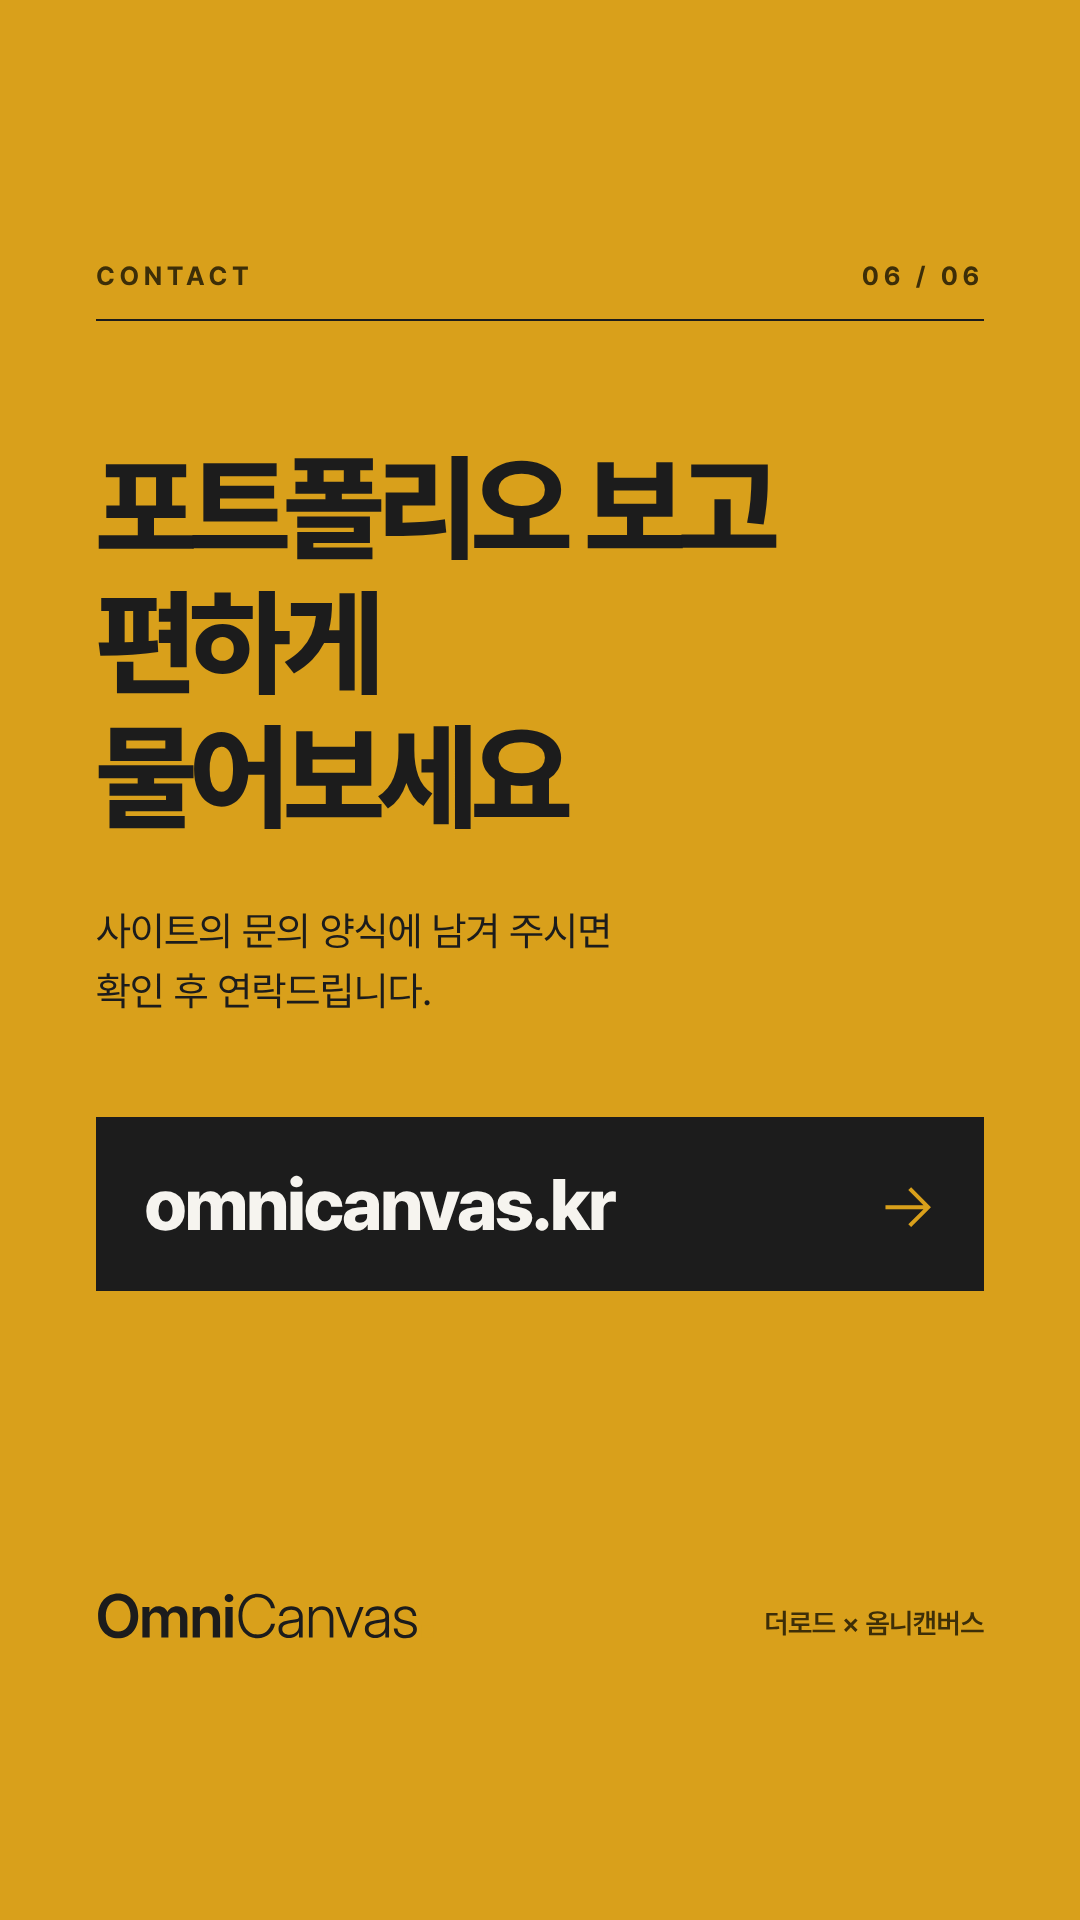 CONTACT
06 / 06
포트폴리오 보고
편하게
물어보세요
사이트의 문의 양식에 남겨 주시면
확인 후 연락드립니다.
omnicanvas.kr →
OmniCanvas
더로드 × 옴니캔버스